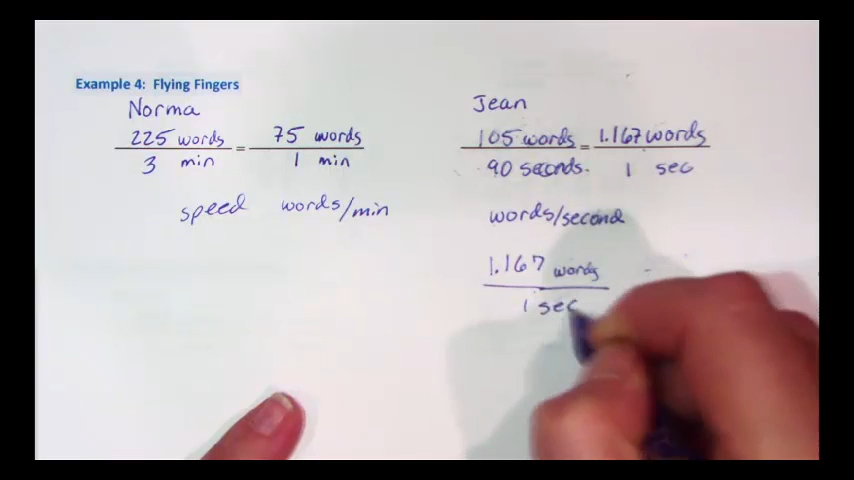 Example 4: Flying Fingers
Norma
225 words / 3 min = 75 words / 1 min
speed words/min
Jean
105 words / 90 seconds. = 1.167 words / 1 sec
words/second
1.167 words
1 sec